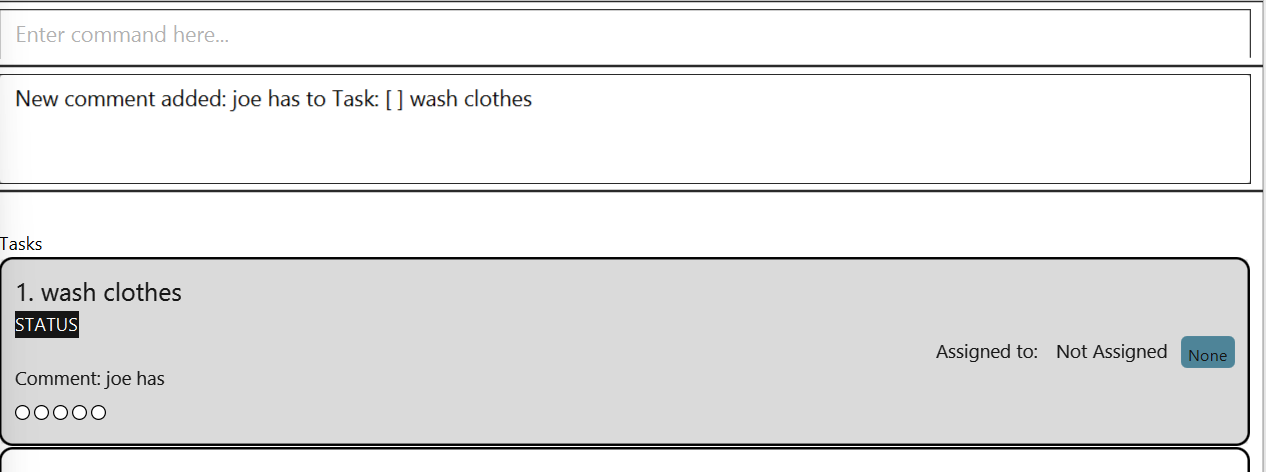 Enter command here...
New comment added: joe has to Task: [ ] wash clothes
Tasks
1. wash clothes
STATUS
Assigned to: Not Assigned None
Comment: joe has